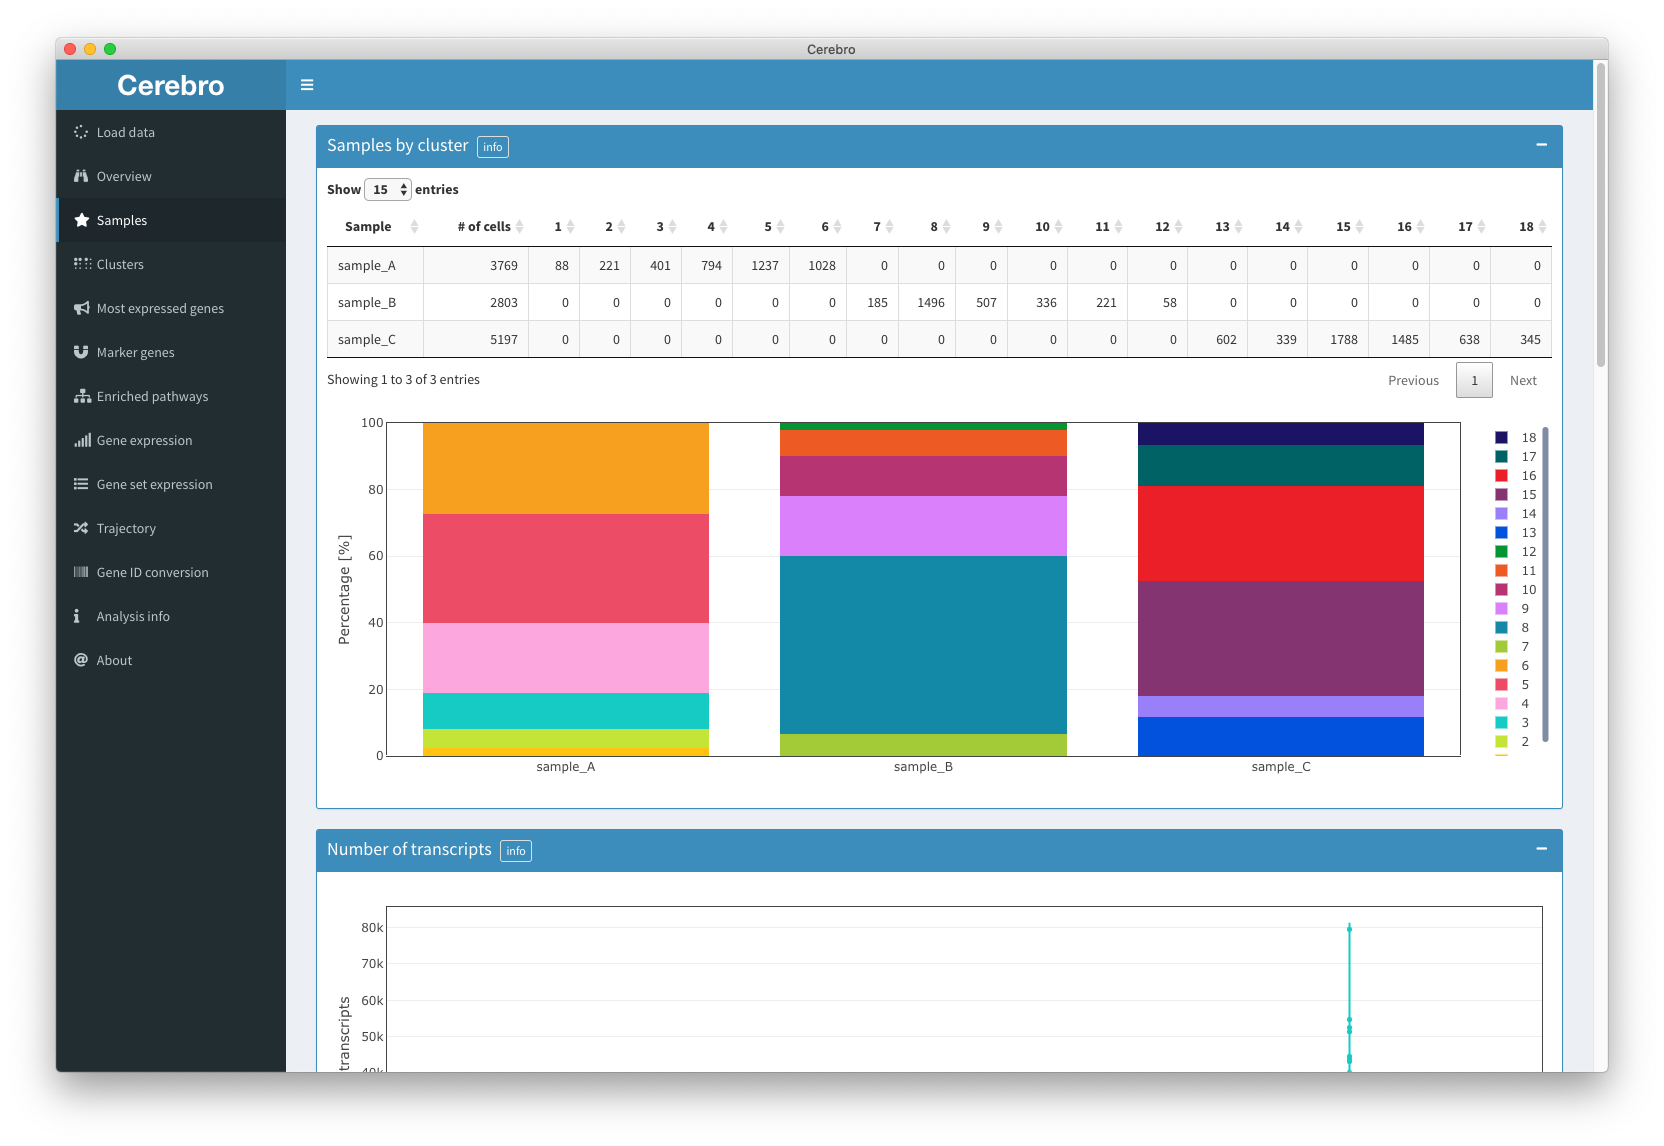 Cerebro
Cerebro
Load data
Overview
Samples
Clusters
Most expressed genes
Marker genes
Enriched pathways
Gene expression
Gene set expression
Trajectory
Gene ID conversion
Analysis info
About
Samples by cluster info
Show 15 entries
Sample # of cells 1 2 3 4 5 6 7 8 9 10 11 12 13 14 15 16 17 18
sample_A 3769 88 221 401 794 1237 1028 0 0 0 0 0 0 0 0 0 0 0 0
sample_B 2803 0 0 0 0 0 0 185 1496 507 336 221 58 0 0 0 0 0 0
sample_C 5197 0 0 0 0 0 0 0 0 0 0 0 0 602 339 1788 1485 638 345
Showing 1 to 3 of 3 entries
Previous 1 Next
Percentage [%]
100
80
60
40
20
0
sample_A sample_B sample_C
18
17
16
15
14
13
12
11
10
9
8
7
6
5
4
3
2
Number of transcripts info
transcripts
80k
70k
60k
50k
40k